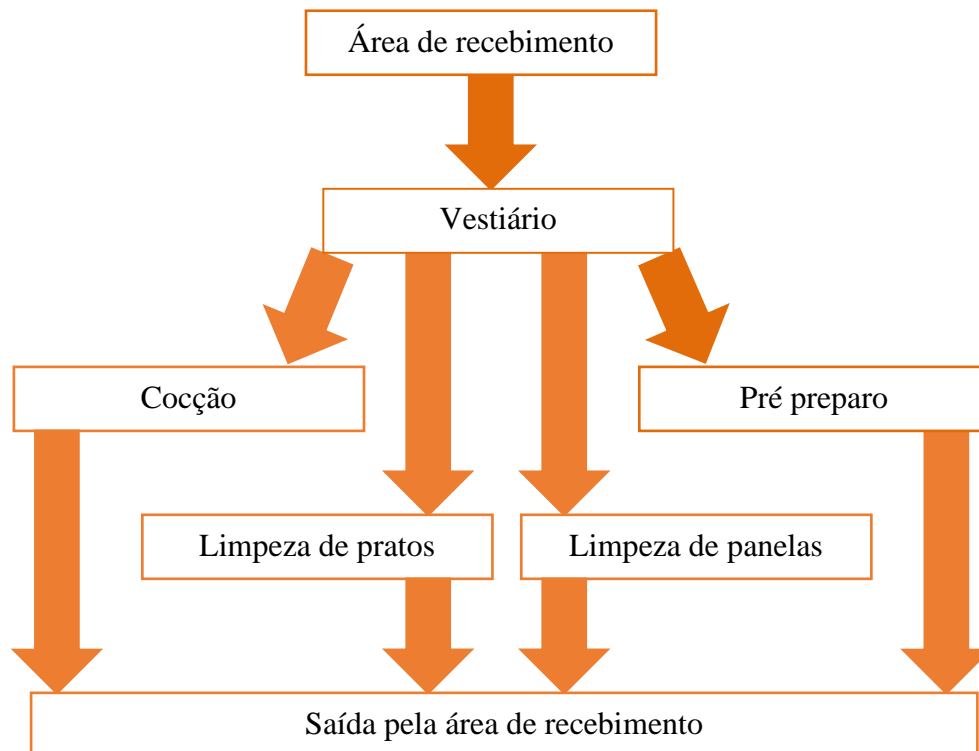 Área de recebimento
Vestiário
Cocção
Pré preparo
Limpeza de pratos
Limpeza de panelas
Saída pela área de recebimento